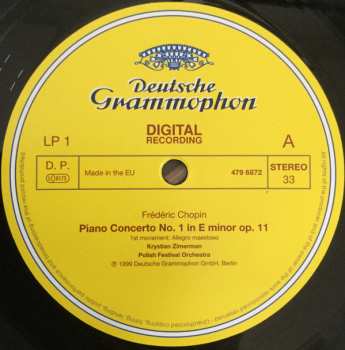 Deutsche
Grammophon
LP 1
DIGITAL
RECORDING
A
D. P.
Made in the EU
479 6872
STEREO
33
Frédéric Chopin
Piano Concerto No. 1 in E minor op. 11
1st movement: Allegro maestoso
Krystian Zimerman
Polish Festival Orchestra
℗ 1999 Deutsche Grammophon GmbH, Berlin